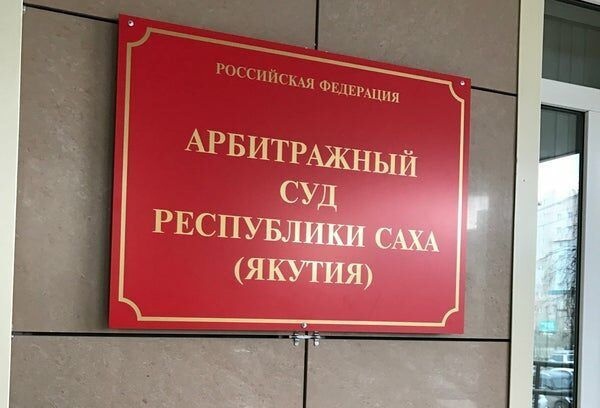 РОССИЙСКАЯ ФЕДЕРАЦИЯ
АРБИТРАЖНЫЙ
СУД
РЕСПУБЛИКИ САХА
(ЯКУТИЯ)